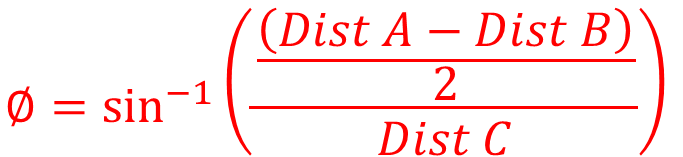 ∅ = sin⁻¹ ( ( (Dist A − Dist B) / 2 ) / Dist C )